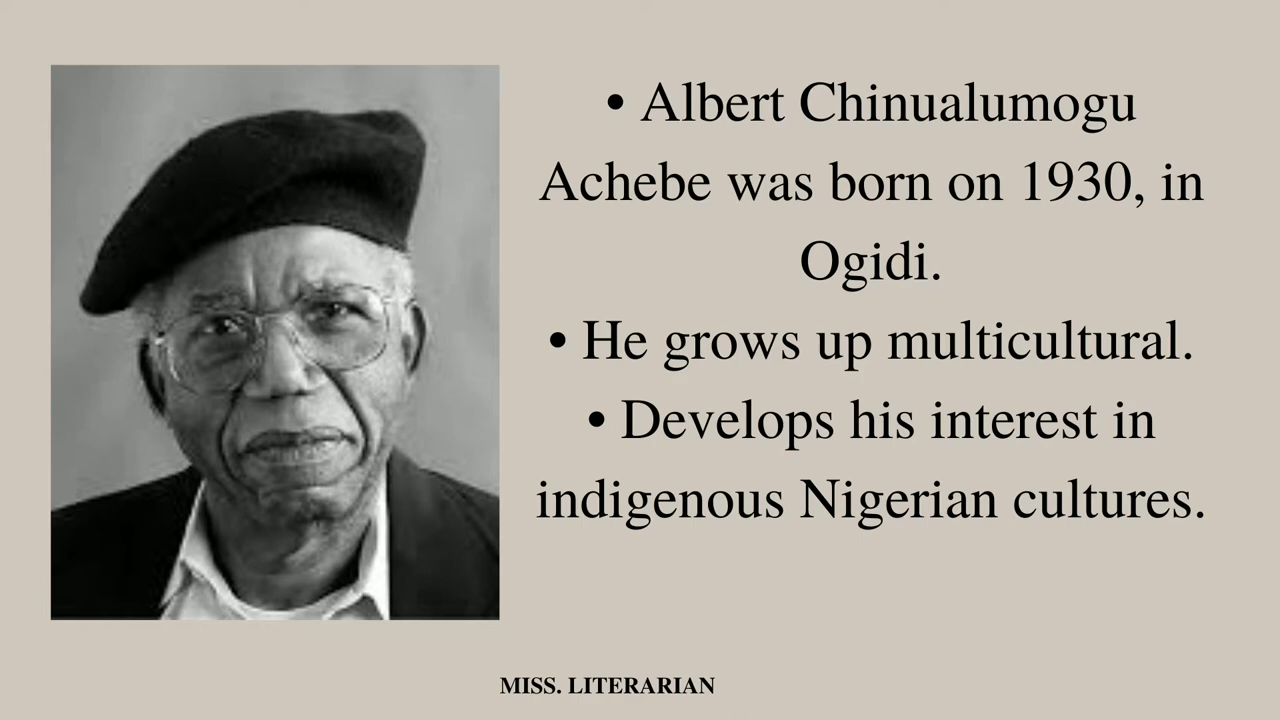 • Albert Chinualumogu
Achebe was born on 1930, in
Ogidi.
• He grows up multicultural.
• Develops his interest in
indigenous Nigerian cultures.
MISS. LITERARIAN